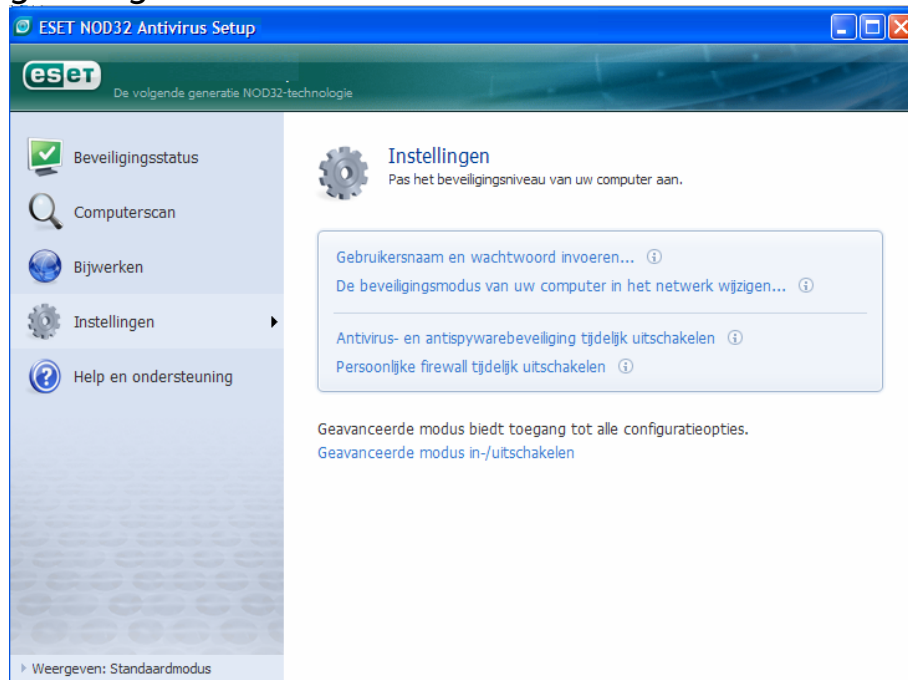 ESET NOD32 Antivirus Setup
eset
De volgende generatie NOD32-technologie
Beveiligingsstatus
Computerscan
Bijwerken
Instellingen
Help en ondersteuning
Weergeven: Standaardmodus
Instellingen
Pas het beveiligingsniveau van uw computer aan.
Gebruikersnaam en wachtwoord invoeren...
De beveiligingsmodus van uw computer in het netwerk wijzigen...
Antivirus- en antispywarebeveiliging tijdelijk uitschakelen
Persoonlijke firewall tijdelijk uitschakelen
Geavanceerde modus biedt toegang tot alle configuratieopties.
Geavanceerde modus in-/uitschakelen